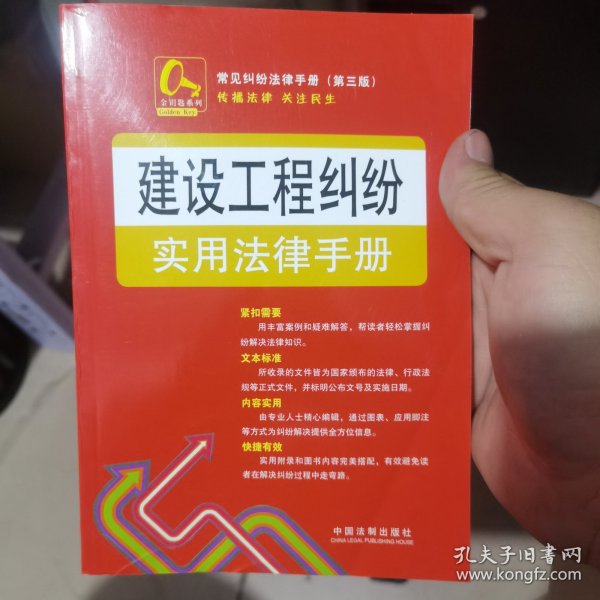 常见纠纷法律手册（第三版）
传播法律 关注民生
金钥匙系列
Golden Key
建设工程纠纷
实用法律手册
紧扣需要
用丰富案例和疑难解答，帮读者轻松掌握纠
纷解决法律知识。
文本标准
所收录的文件皆为国家颁布的法律、行政法
规等正式文件，并标明公布文号及实施日期。
内容实用
由专业人士精心编辑，通过图表、应用脚注
等方式为纠纷解决提供全方位信息。
快捷有效
实用附录和图书内容完美搭配，有效避免读
者在解决纠纷过程中走弯路。
中国法制出版社
CHINA LEGAL PUBLISHING HOUSE
孔夫子旧书网
www.kongfz.com